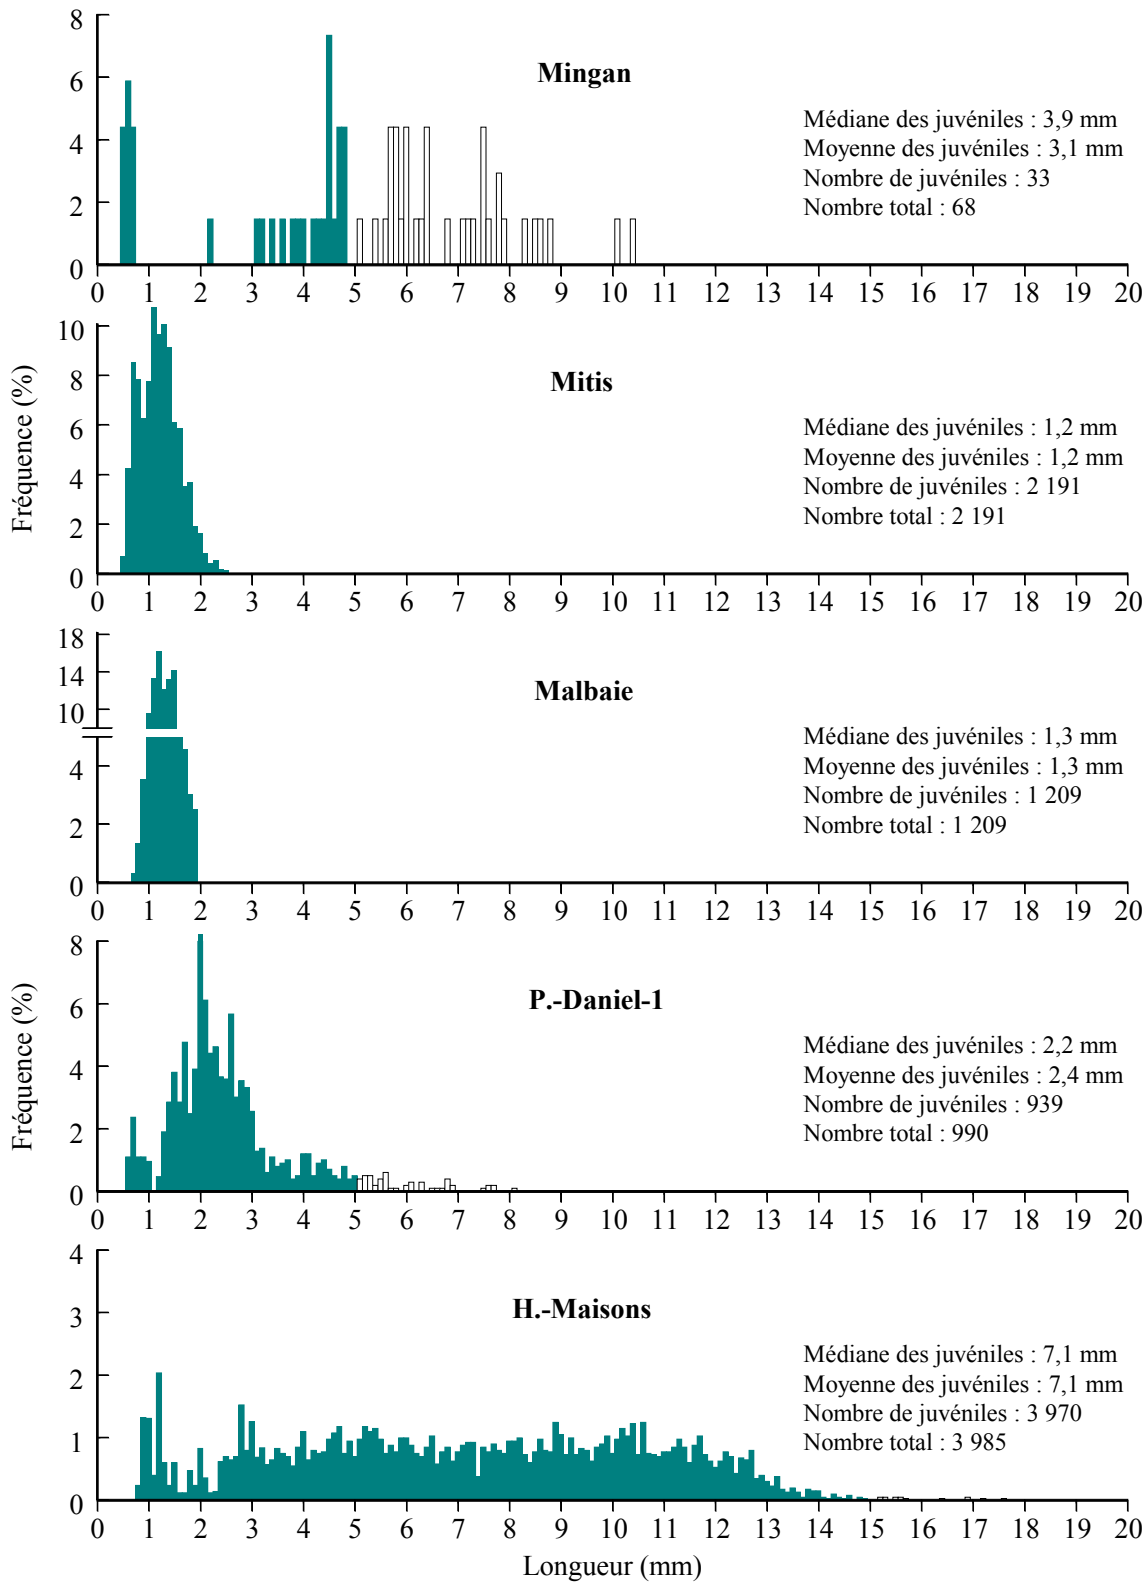 8
6
4
2
0
Mingan
Médiane des juvéniles : 3,9 mm
Moyenne des juvéniles : 3,1 mm
Nombre de juvéniles : 33
Nombre total : 68
0 1 2 3 4 5 6 7 8 9 10 11 12 13 14 15 16 17 18 19 20
10
8
6
4
2
0
Fréquence (%)
Mitis
Médiane des juvéniles : 1,2 mm
Moyenne des juvéniles : 1,2 mm
Nombre de juvéniles : 2 191
Nombre total : 2 191
0 1 2 3 4 5 6 7 8 9 10 11 12 13 14 15 16 17 18 19 20
18
14
10
4
2
0
Malbaie
Médiane des juvéniles : 1,3 mm
Moyenne des juvéniles : 1,3 mm
Nombre de juvéniles : 1 209
Nombre total : 1 209
0 1 2 3 4 5 6 7 8 9 10 11 12 13 14 15 16 17 18 19 20
8
6
4
2
0
Fréquence (%)
P.-Daniel-1
Médiane des juvéniles : 2,2 mm
Moyenne des juvéniles : 2,4 mm
Nombre de juvéniles : 939
Nombre total : 990
0 1 2 3 4 5 6 7 8 9 10 11 12 13 14 15 16 17 18 19 20
4
3
2
1
0
H.-Maisons
Médiane des juvéniles : 7,1 mm
Moyenne des juvéniles : 7,1 mm
Nombre de juvéniles : 3 970
Nombre total : 3 985
0 1 2 3 4 5 6 7 8 9 10 11 12 13 14 15 16 17 18 19 20
Longueur (mm)